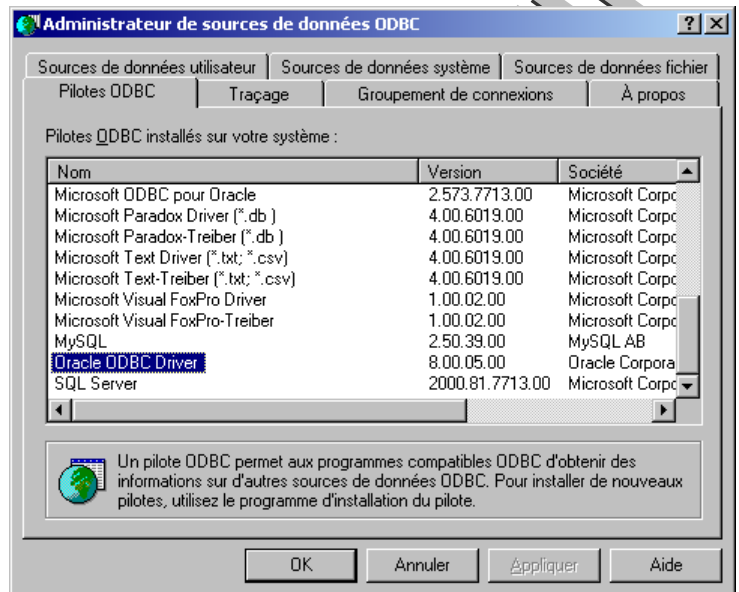 Administrateur de sources de données ODBC
Sources de données utilisateur Sources de données système Sources de données fichier
Pilotes ODBC Traçage Groupement de connexions À propos
Pilotes ODBC installés sur votre système :
Nom Version Société
Microsoft ODBC pour Oracle 2.573.7713.00 Microsoft Corpc
Microsoft Paradox Driver (*.db ) 4.00.6019.00 Microsoft Corpc
Microsoft Paradox-Treiber (*.db ) 4.00.6019.00 Microsoft Corpc
Microsoft Text Driver (*.txt; *.csv) 4.00.6019.00 Microsoft Corpc
Microsoft Text-Treiber (*.txt; *.csv) 4.00.6019.00 Microsoft Corpc
Microsoft Visual FoxPro Driver 1.00.02.00 Microsoft Corpc
Microsoft Visual FoxPro-Treiber 1.00.02.00 Microsoft Corpc
MySQL 2.50.39.00 MySQL AB
Oracle ODBC Driver 8.00.05.00 Oracle Corpora
SQL Server 2000.81.7713.00 Microsoft Corpc
Un pilote ODBC permet aux programmes compatibles ODBC d'obtenir des
informations sur d'autres sources de données ODBC. Pour installer de nouveaux
pilotes, utilisez le programme d'installation du pilote.
OK Annuler Appliquer Aide